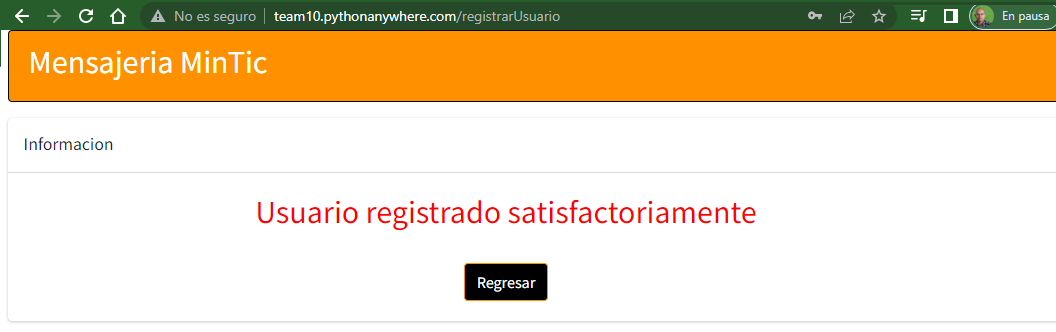 No es seguro | team10.pythonanywhere.com/registrarUsuario
En pausa
Mensajeria MinTic
Informacion
Usuario registrado satisfactoriamente
Regresar